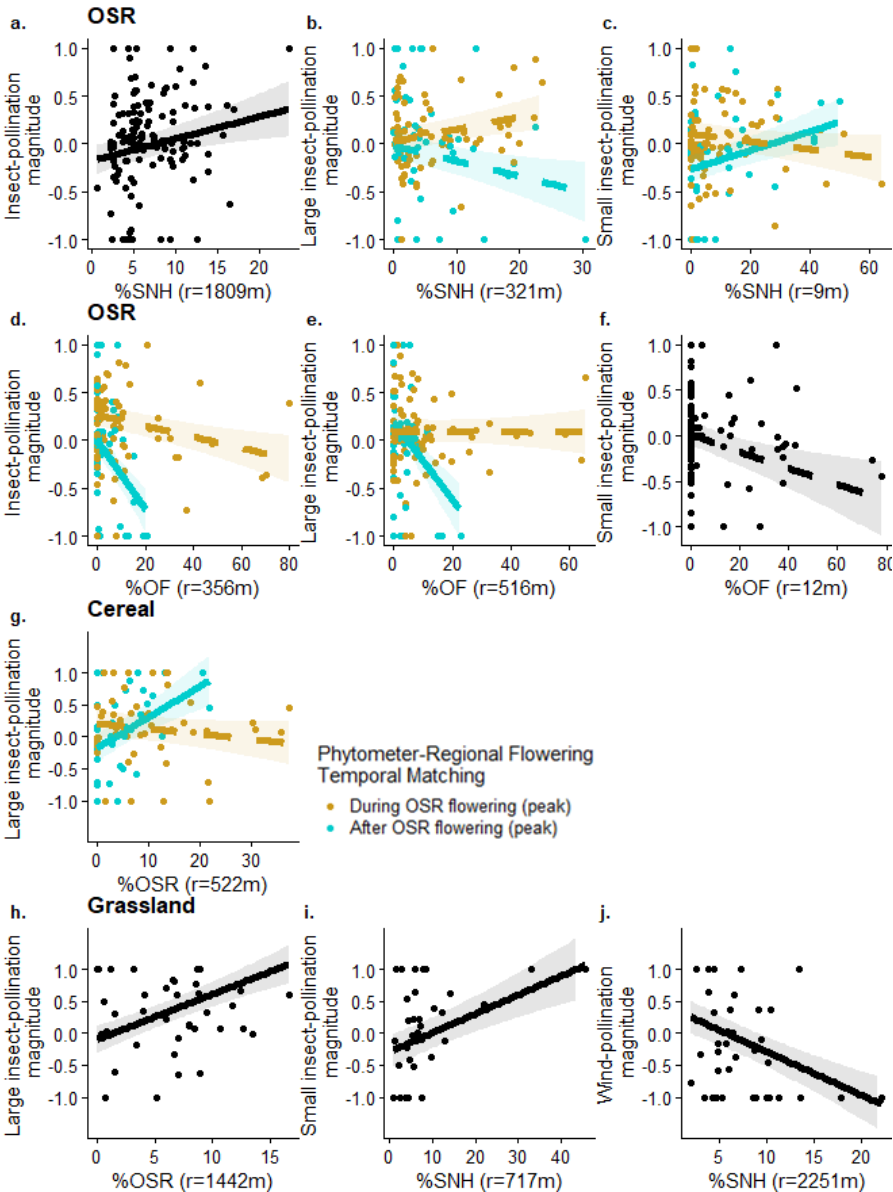 a.
OSR
b.
c.
Insect-pollination
magnitude
1.0
0.5
0.0
-0.5
-1.0
0 5 10 15 20
%SNH (r=1809m)
Large insect-pollination
magnitude
1.0
0.5
0.0
-0.5
-1.0
0 10 20 30
%SNH (r=321m)
Small insect-pollination
magnitude
1.0
0.5
0.0
-0.5
-1.0
0 20 40 60
%SNH (r=9m)
d.
OSR
e.
f.
Insect-pollination
magnitude
1.0
0.5
0.0
-0.5
-1.0
0 20 40 60 80
%OF (r=356m)
Large insect-pollination
magnitude
1.0
0.5
0.0
-0.5
-1.0
0 20 40 60
%OF (r=516m)
Small insect-pollination
magnitude
1.0
0.5
0.0
-0.5
-1.0
0 20 40 60 80
%OF (r=12m)
g.
Cereal
Large insect-pollination
magnitude
1.0
0.5
0.0
-0.5
-1.0
0 10 20 30
%OSR (r=522m)
Phytometer-Regional Flowering
Temporal Matching
During OSR flowering (peak)
After OSR flowering (peak)
h.
Grassland
i.
j.
Large insect-pollination
magnitude
1.0
0.5
0.0
-0.5
-1.0
0 5 10 15
%OSR (r=1442m)
Small insect-pollination
magnitude
1.0
0.5
0.0
-0.5
-1.0
0 10 20 30 40
%SNH (r=717m)
Wind-pollination
magnitude
1.0
0.5
0.0
-0.5
-1.0
5 10 15 20
%SNH (r=2251m)